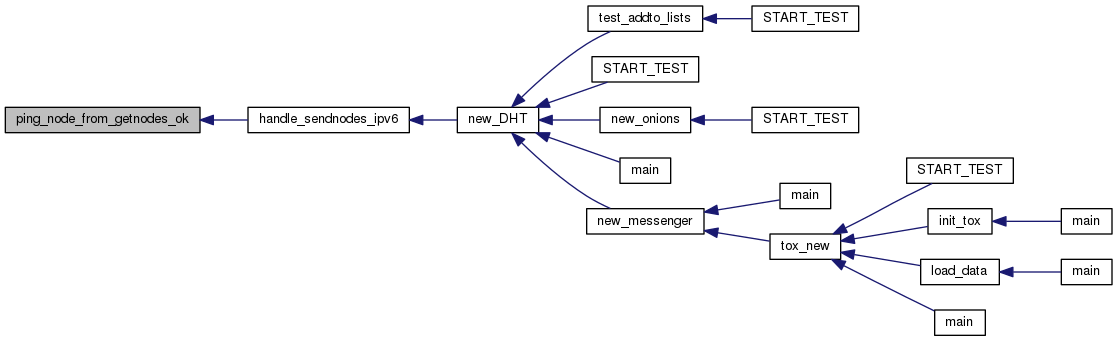 test_addto_lists
START_TEST
START_TEST
ping_node_from_getnodes_ok
handle_sendnodes_ipv6
new_DHT
new_onions
START_TEST
main
START_TEST
main
new_messenger
init_tox
main
tox_new
load_data
main
main